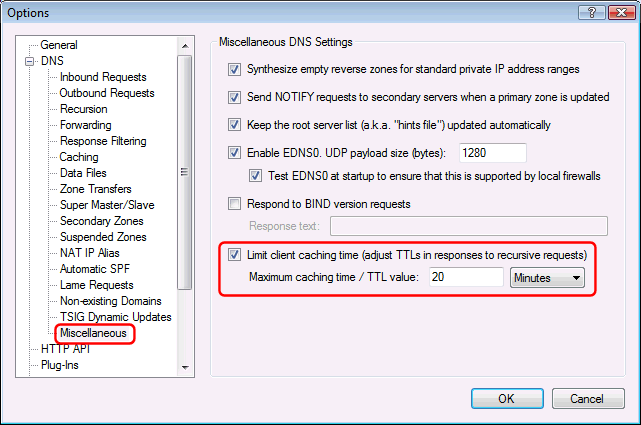 Options
General
DNS
Inbound Requests
Outbound Requests
Recursion
Forwarding
Response Filtering
Caching
Data Files
Zone Transfers
Super Master/Slave
Secondary Zones
Suspended Zones
NAT IP Alias
Automatic SPF
Lame Requests
Non-existing Domains
TSIG Dynamic Updates
Miscellaneous
HTTP API
Plug-Ins
Miscellaneous DNS Settings
Synthesize empty reverse zones for standard private IP address ranges
Send NOTIFY requests to secondary servers when a primary zone is updated
Keep the root server list (a.k.a. "hints file") updated automatically
Enable EDNS0. UDP payload size (bytes): 1280
Test EDNS0 at startup to ensure that this is supported by local firewalls
Respond to BIND version requests
Response text:
Limit client caching time (adjust TTLs in responses to recursive requests)
Maximum caching time / TTL value: 20 Minutes
OK Cancel